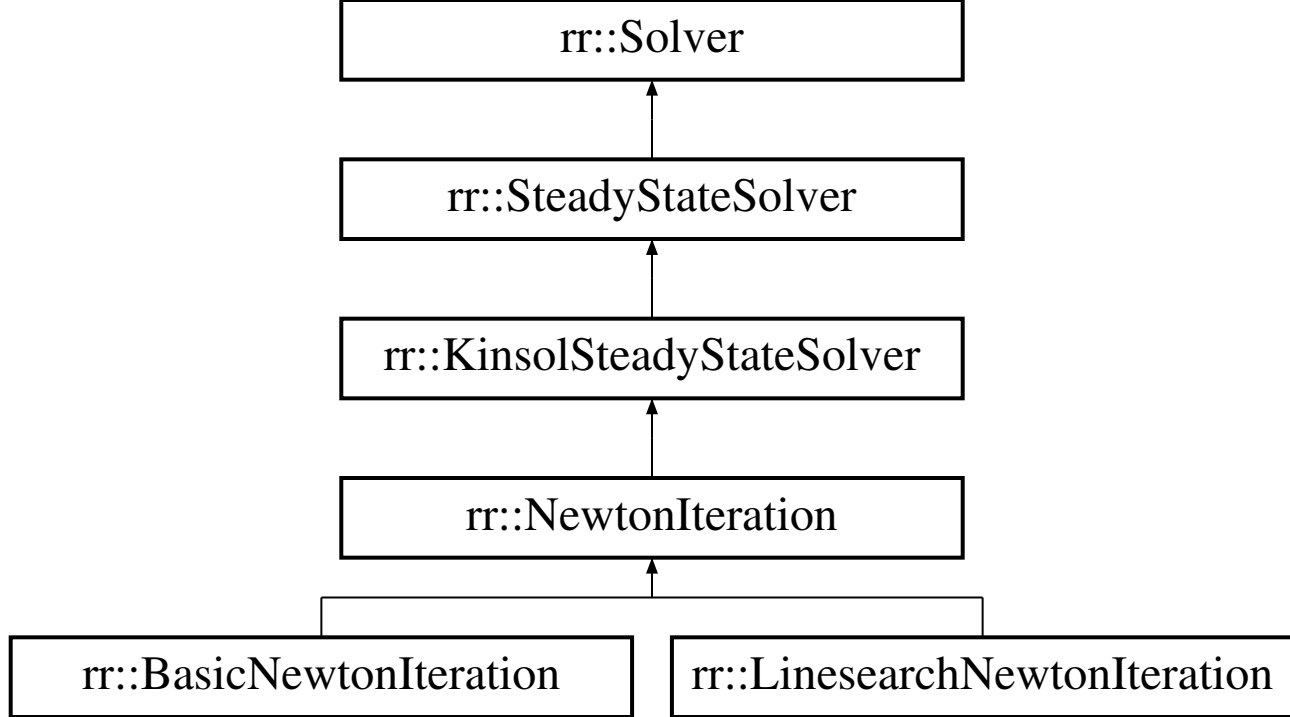 rr::Solver
rr::SteadyStateSolver
rr::KinsolSteadyStateSolver
rr::NewtonIteration
rr::BasicNewtonIteration
rr::LinesearchNewtonIteration